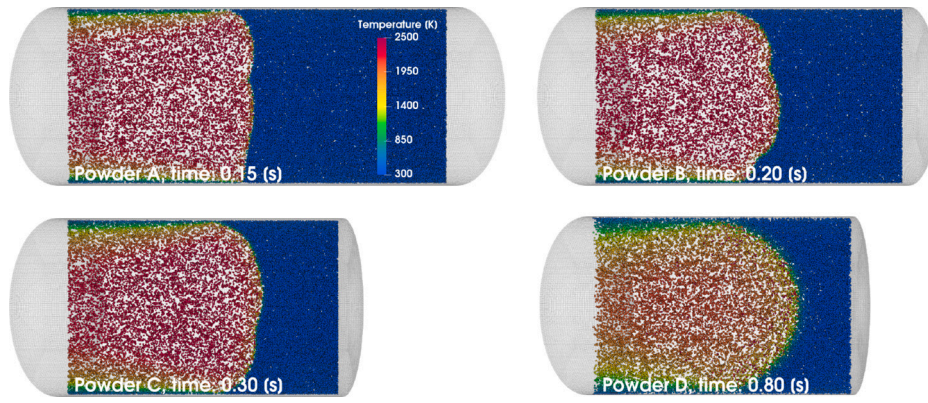 Temperature (K)
2500
1950
1400
850
300
Powder A, time: 0.15 (s)
Powder B, time: 0.20 (s)
Powder C, time: 0.30 (s)
Powder D, time: 0.80 (s)